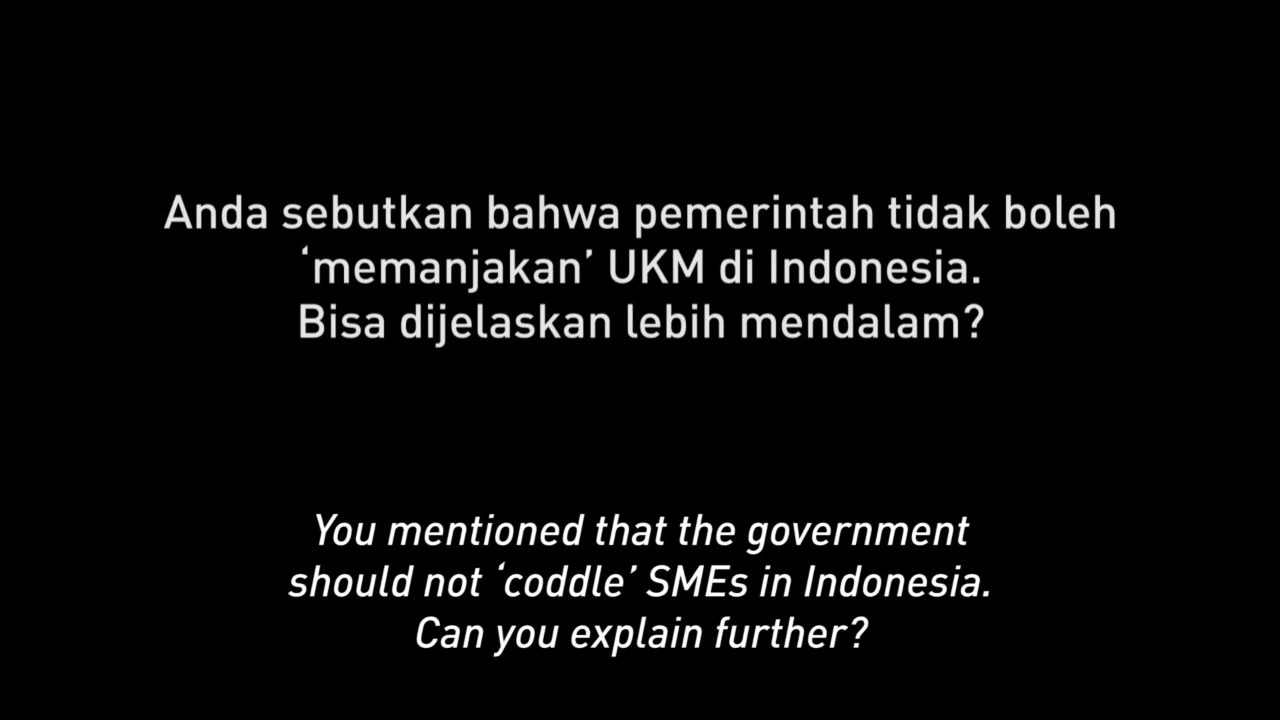 Anda sebutkan bahwa pemerintah tidak boleh
‘memanjakan’ UKM di Indonesia.
Bisa dijelaskan lebih mendalam?
You mentioned that the government
should not ‘coddle’ SMEs in Indonesia.
Can you explain further?